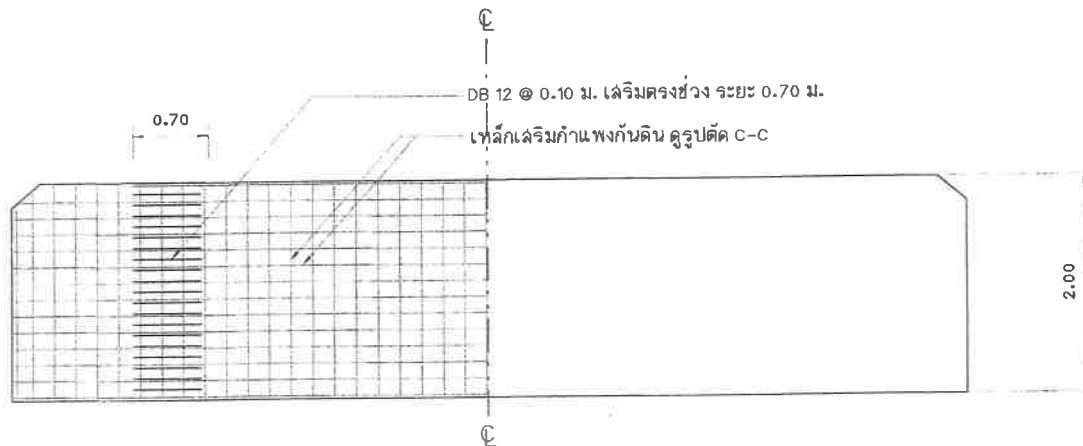 ℄
DB 12 @ 0.10 ม. เสริมตรงช่วง ระยะ 0.70 ม.
0.70
เหล็กเสริมกำแพงกันดิน ดูรูปตัด C-C
2.00
℄